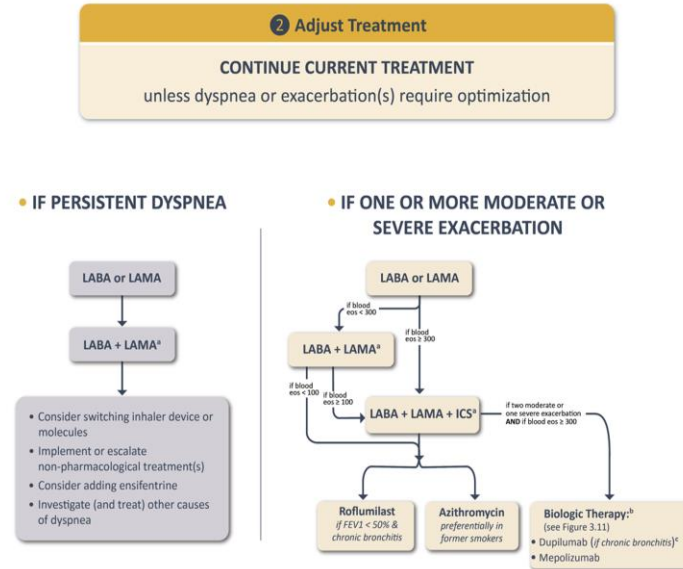 2 Adjust Treatment
CONTINUE CURRENT TREATMENT
unless dyspnea or exacerbation(s) require optimization
• IF PERSISTENT DYSPNEA
LABA or LAMA
LABA + LAMAᵃ
• Consider switching inhaler device or
molecules
• Implement or escalate
non-pharmacological treatment(s)
• Consider adding ensifentrine
• Investigate (and treat) other causes
of dyspnea
• IF ONE OR MORE MODERATE OR
SEVERE EXACERBATION
LABA or LAMA
if blood
eos < 300
if blood
eos ≥ 300
LABA + LAMAᵃ
if blood
eos < 100
if blood
eos ≥ 100
LABA + LAMA + ICSᵃ
if two moderate or
one severe exacerbation
AND if blood eos ≥ 300
Roflumilast
if FEV1 < 50% &
chronic bronchitis
Azithromycin
preferentially in
former smokers
Biologic Therapy:ᵇ
(see Figure 3.11)
• Dupilumab (if chronic bronchitis)ᶜ
• Mepolizumab